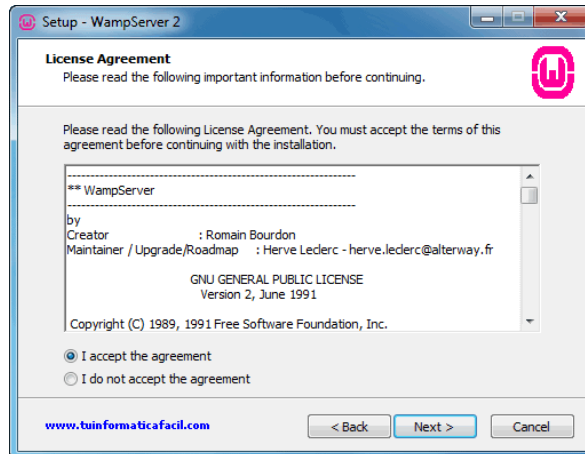 Setup - WampServer 2
License Agreement
Please read the following important information before continuing.
Please read the following License Agreement. You must accept the terms of this
agreement before continuing with the installation.
----------------------------------------------------------------
** WampServer
----------------------------------------------------------------
by
Creator : Romain Bourdon
Maintainer / Upgrade/Roadmap : Herve Leclerc - herve.leclerc@alterway.fr
GNU GENERAL PUBLIC LICENSE
Version 2, June 1991
Copyright (C) 1989, 1991 Free Software Foundation, Inc.
I accept the agreement
I do not accept the agreement
www.tuinformaticafacil.com
< Back
Next >
Cancel